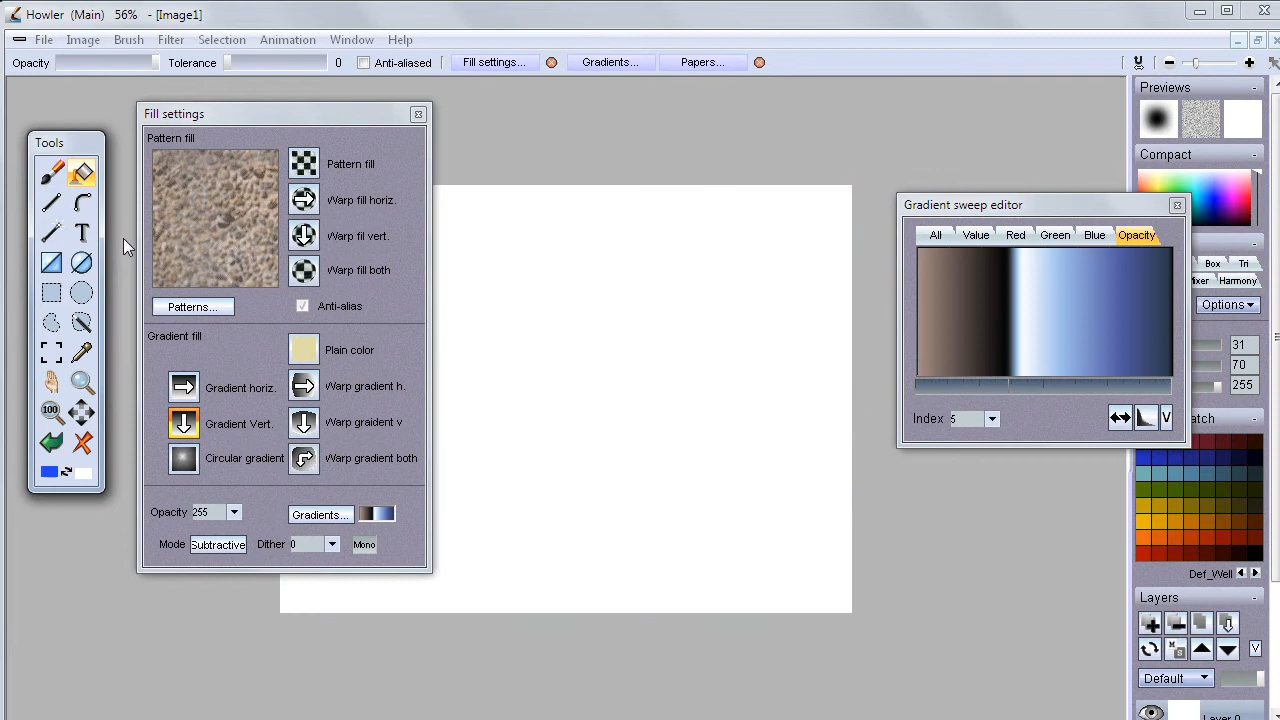 Howler (Main) 56% - [Image1]
File Image Brush Filter Selection Animation Window Help
Opacity Tolerance 0 Anti-aliased Fill settings... Gradients... Papers...
Previews
Compact
Box Tri
Harmony
Options
31
70
255
Def_Well
Layers
M
S
V
Default
Tools
T
100
Fill settings
Pattern fill
Pattern fill
Warp fill horiz.
Warp fil vert.
Warp fill both
Patterns...
Anti-alias
Gradient fill
Plain color
Gradient horiz.
Warp gradient h.
Gradient Vert.
Warp graident v
Circular gradient
Warp gradient both
Opacity 255
Gradients...
Mode Subtractive Dither 0 Mono
Gradient sweep editor
All Value Red Green Blue Opacity
Index 5
V